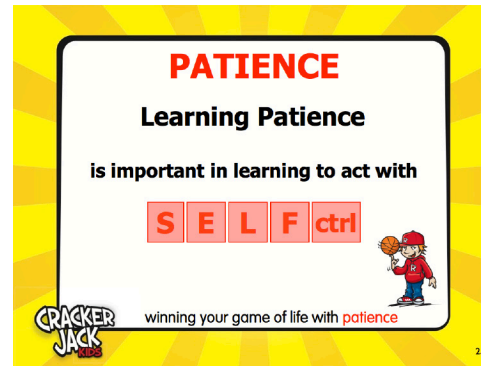 PATIENCE
Learning Patience
is important in learning to act with
S E L F ctrl
R
winning your game of life with patience
CRACKER
JACK
KIDS
2